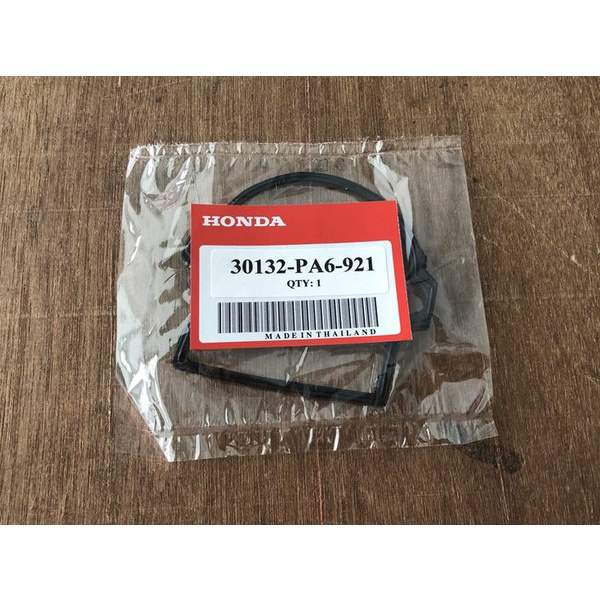 HONDA
30132-PA6-921
QTY: 1
MADE IN THAILAND